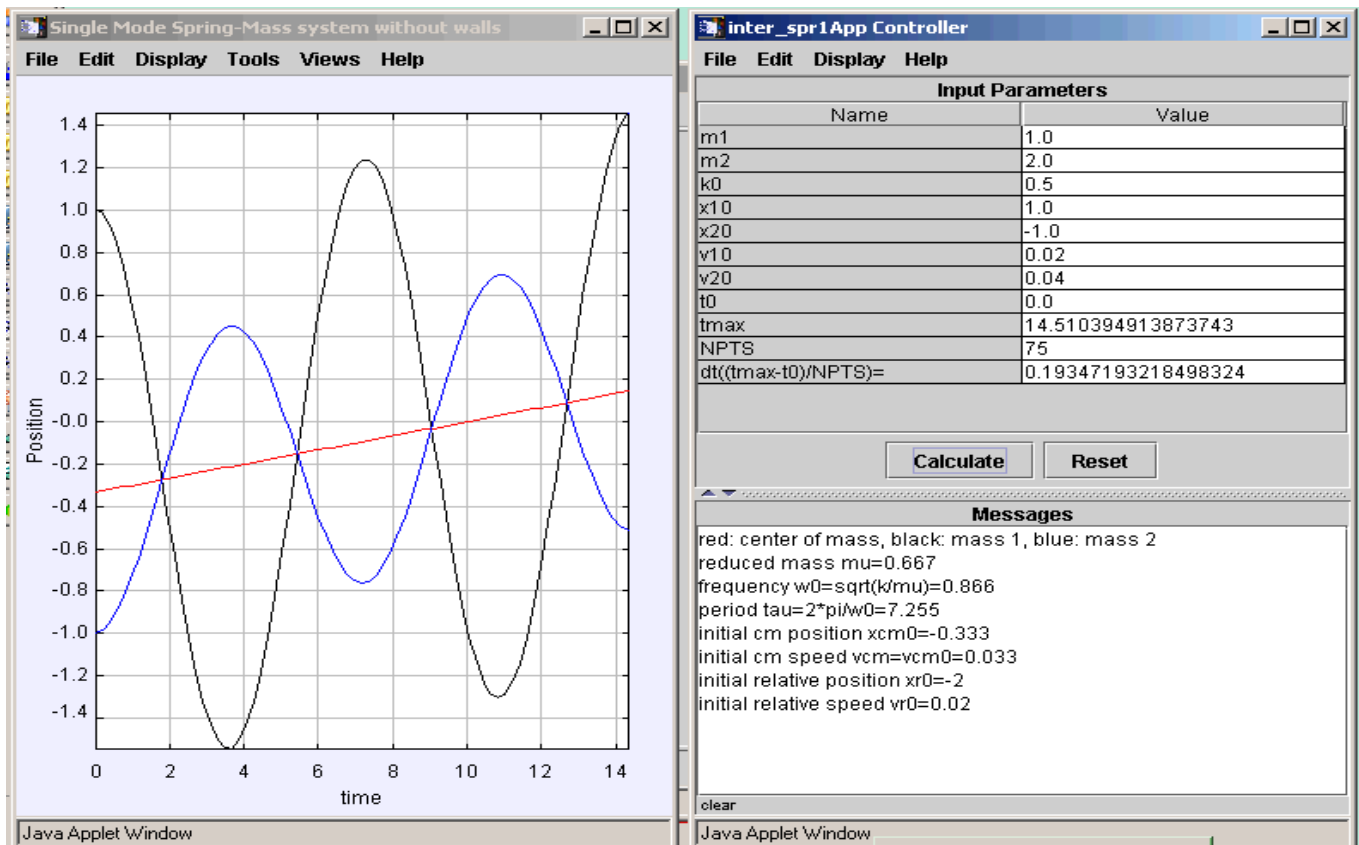 Single Mode Spring-Mass system without walls
File Edit Display Tools Views Help
1.4
1.2
1.0
0.8
0.6
0.4
0.2
-0.0
-0.2
-0.4
-0.6
-0.8
-1.0
-1.2
-1.4
Position
0 2 4 6 8 10 12 14
time
Java Applet Window
inter_spr1App Controller
File Edit Display Help
Input Parameters
Name Value
m1 1.0
m2 2.0
k0 0.5
x10 1.0
x20 -1.0
v10 0.02
v20 0.04
t0 0.0
tmax 14.510394913873743
NPTS 75
dt((tmax-t0)/NPTS)= 0.19347193218498324
Calculate Reset
Messages
red: center of mass, black: mass 1, blue: mass 2
reduced mass mu=0.667
frequency w0=sqrt(k/mu)=0.866
period tau=2*pi/w0=7.255
initial cm position xcm0=-0.333
initial cm speed vcm=vcm0=0.033
initial relative position xr0=-2
initial relative speed vr0=0.02
clear
Java Applet Window